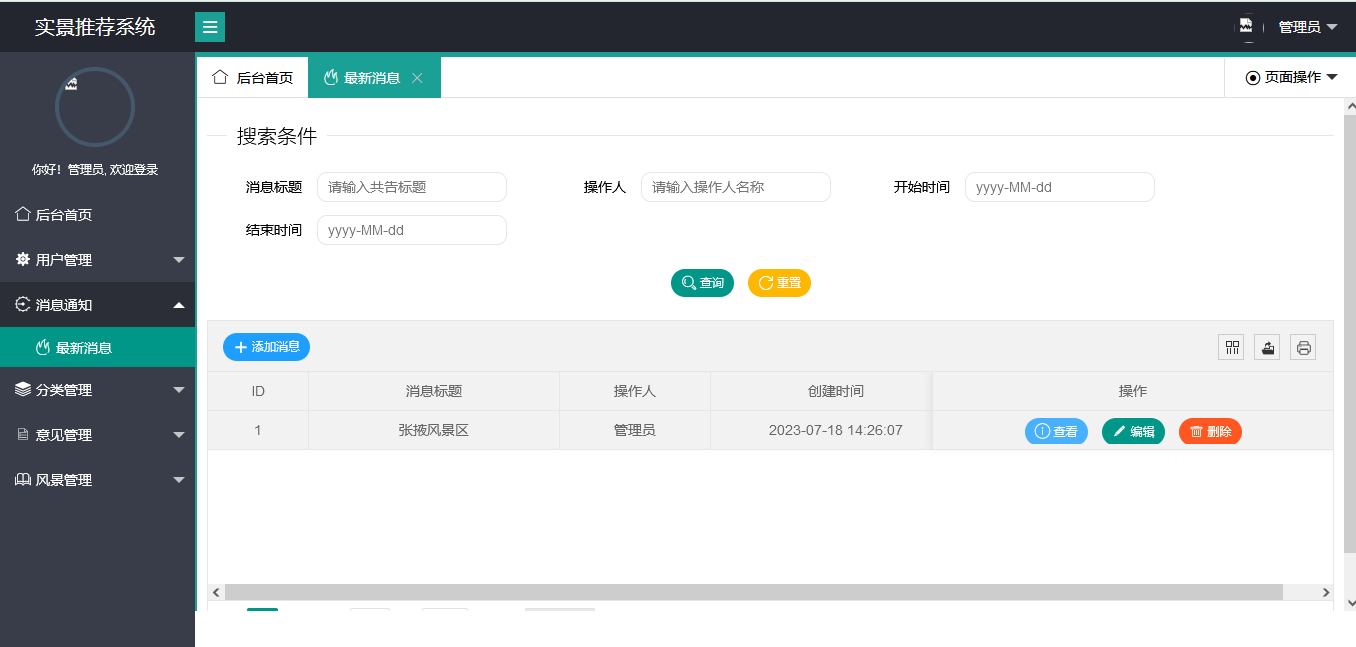 实景推荐系统
管理员
后台首页
最新消息
页面操作
你好！管理员, 欢迎登录
后台首页
用户管理
消息通知
最新消息
分类管理
意见管理
风景管理
搜索条件
消息标题 请输入共告标题 操作人 请输入操作人名称 开始时间 yyyy-MM-dd
结束时间 yyyy-MM-dd
查询 重置
添加消息
ID 消息标题 操作人 创建时间 操作
1 张掖风景区 管理员 2023-07-18 14:26:07 查看 编辑 删除